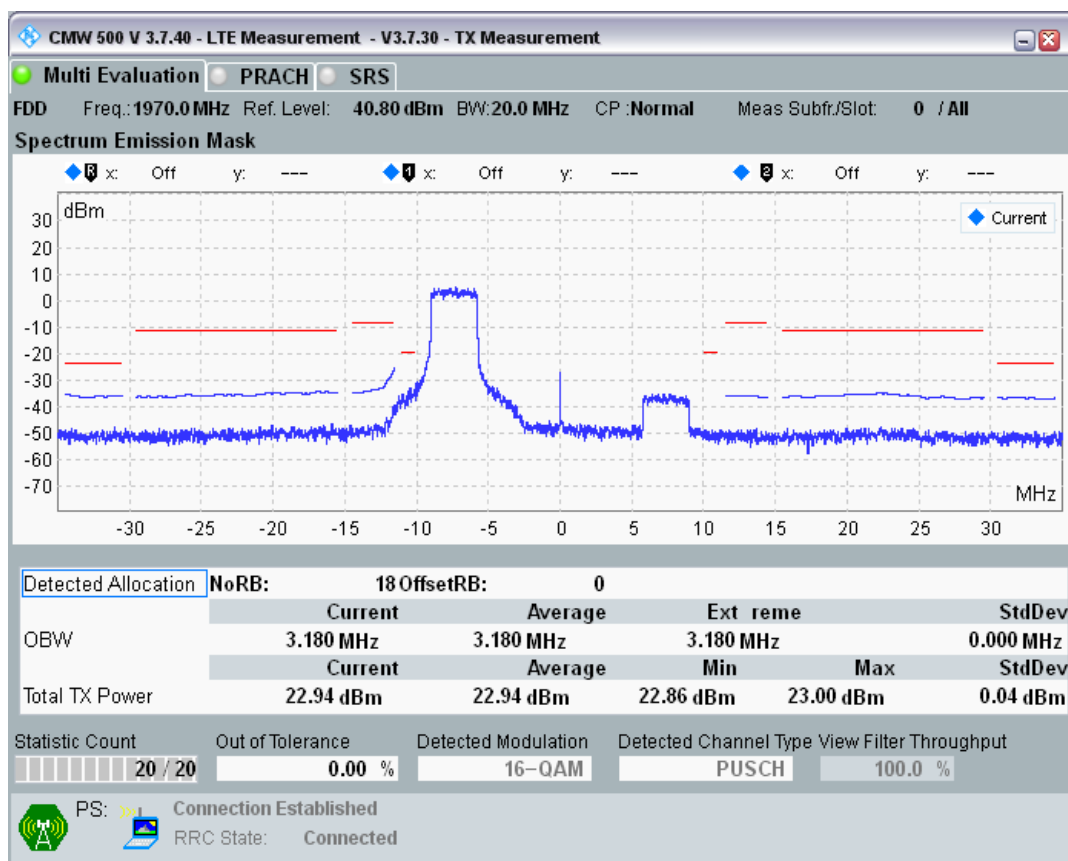 CMW 500 V 3.7.40 - LTE Measurement - V3.7.30 - TX Measurement
Multi Evaluation PRACH SRS
FDD Freq.: 1970.0 MHz Ref. Level: 40.80 dBm BW: 20.0 MHz CP :Normal Meas Subfr./Slot: 0 / All
Spectrum Emission Mask
R x: Off y: --- 1 x: Off y: --- 2 x: Off y: ---
dBm
Current
30
20
10
0
-10
-20
-30
-40
-50
-60
-70
MHz
-30 -25 -20 -15 -10 -5 0 5 10 15 20 25 30
Detected Allocation NoRB: 18 OffsetRB: 0
Current Average Ext reme StdDev
OBW 3.180 MHz 3.180 MHz 3.180 MHz 0.000 MHz
Current Average Min Max StdDev
Total TX Power 22.94 dBm 22.94 dBm 22.86 dBm 23.00 dBm 0.04 dBm
Statistic Count Out of Tolerance Detected Modulation Detected Channel Type View Filter Throughput
20 / 20 0.00 % 16-QAM PUSCH 100.0 %
PS: Connection Established
RRC State: Connected